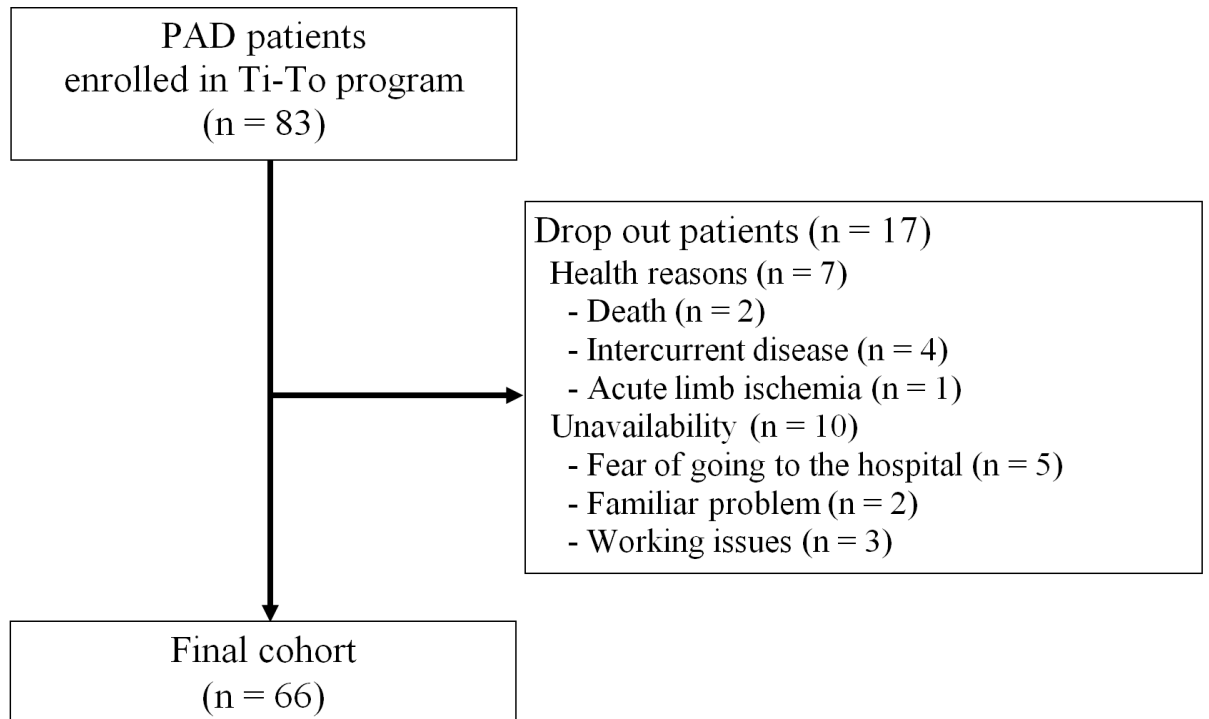 PAD patients
enrolled in Ti-To program
(n = 83)
Drop out patients (n = 17)
Health reasons (n = 7)
- Death (n = 2)
- Intercurrent disease (n = 4)
- Acute limb ischemia (n = 1)
Unavailability (n = 10)
- Fear of going to the hospital (n = 5)
- Familiar problem (n = 2)
- Working issues (n = 3)
Final cohort
(n = 66)